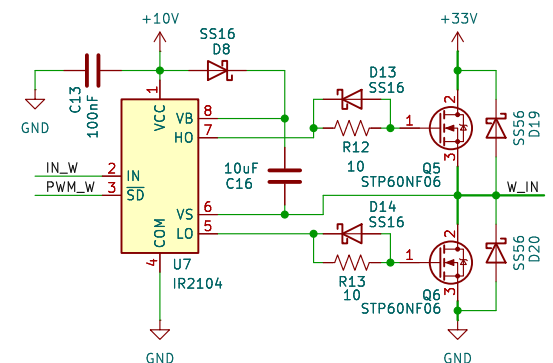 +10V
+33V
SS16
D8
C13
100nF
GND
1
VCC
VB
8
HO
7
IN_W
2
IN
PWM_W
3
SD
VS
6
LO
5
COM
4
U7
IR2104
GND
10uF
C16
D13
SS16
R12
10
1
2
3
Q5
STP60NF06
SS56
D19
W_IN
D14
SS16
R13
10
1
2
3
Q6
STP60NF06
SS56
D20
GND